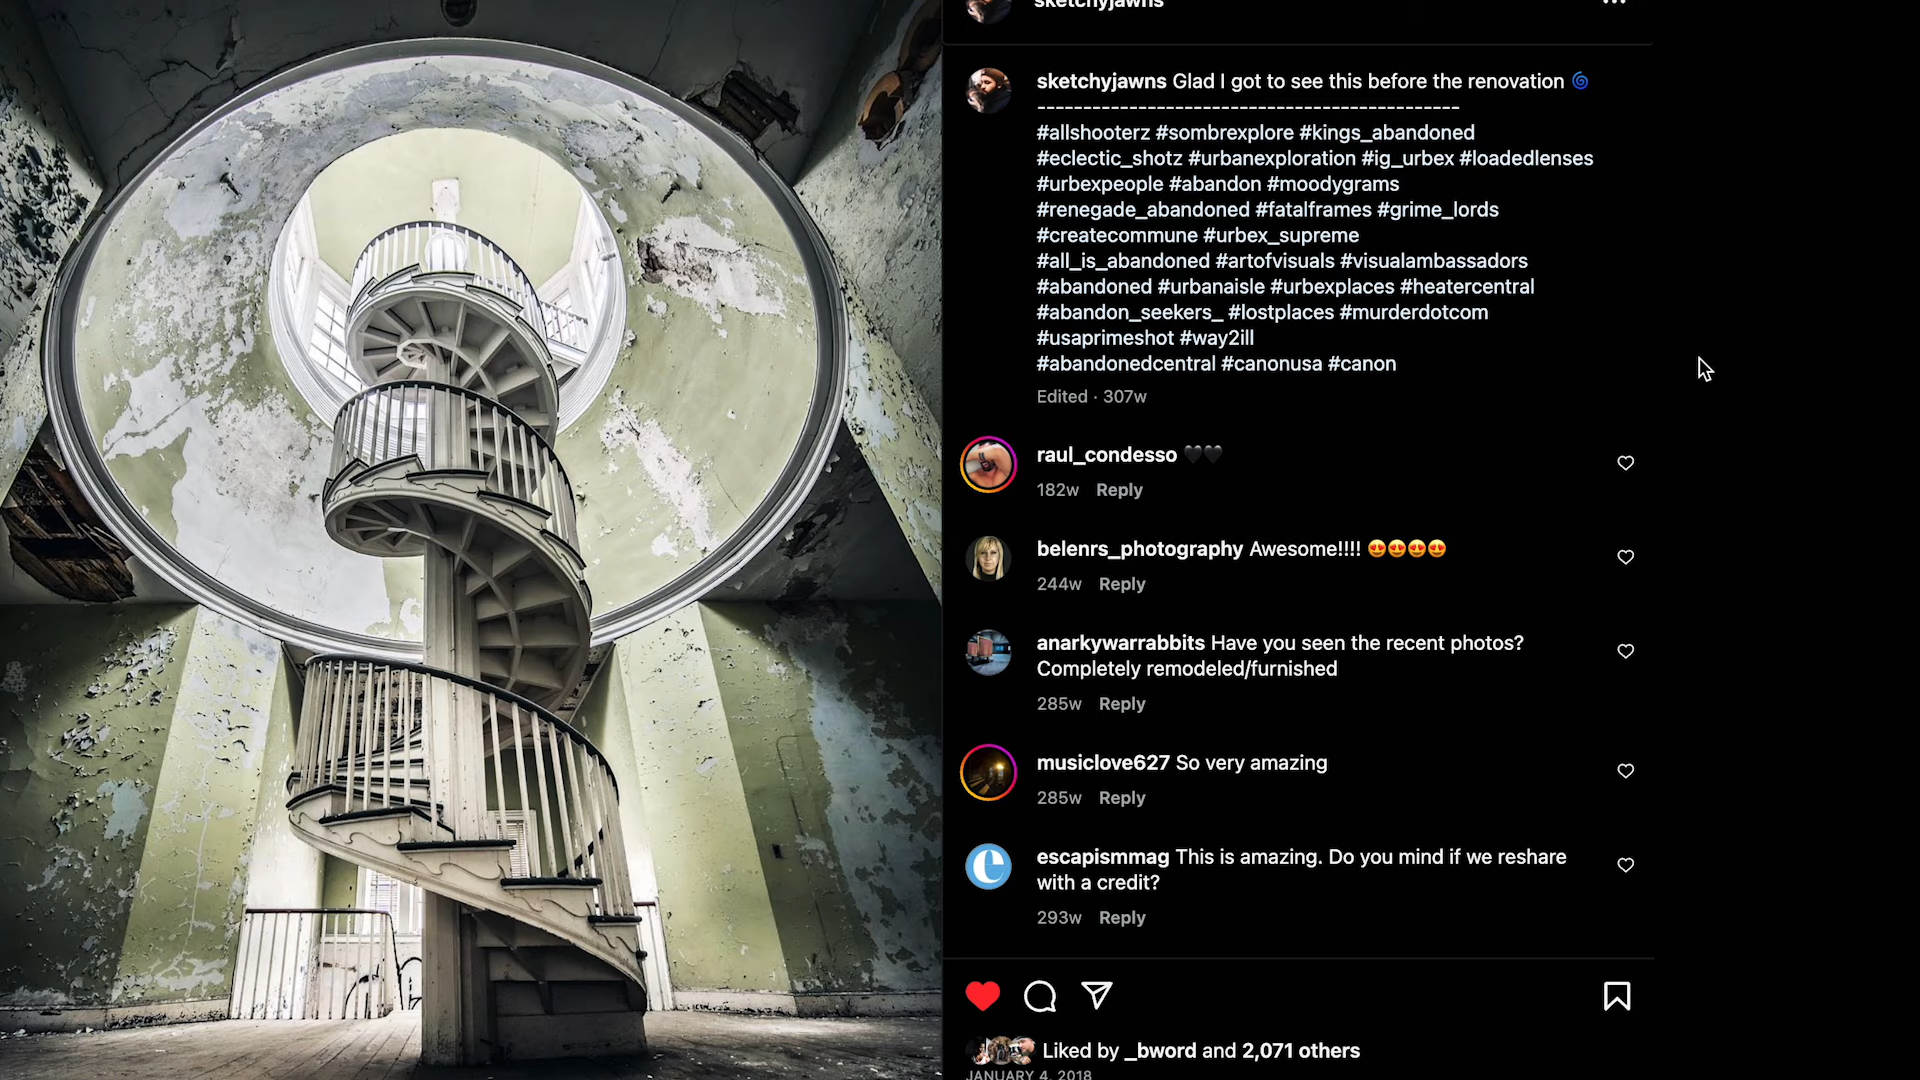 sketchyjawns
sketchyjawns Glad I got to see this before the renovation 🌀
----------------------------------------------
#allshooterz #sombrexplore #kings_abandoned
#eclectic_shotz #urbanexploration #ig_urbex #loadedlenses
#urbexpeople #abandon #moodygrams
#renegade_abandoned #fatalframes #grime_lords
#createcommune #urbex_supreme
#all_is_abandoned #artofvisuals #visualambassadors
#abandoned #urbanaisle #urbexplaces #heatercentral
#abandon_seekers_ #lostplaces #murderdotcom
#usaprimeshot #way2ill
#abandonedcentral #canonusa #canon
Edited · 307w
raul_condesso 🖤🖤
182w Reply
belenrs_photography Awesome!!!! 😍😍😍😍
244w Reply
anarkywarrabbits Have you seen the recent photos?
Completely remodeled/furnished
285w Reply
musiclove627 So very amazing
285w Reply
escapismmag This is amazing. Do you mind if we reshare
with a credit?
293w Reply
Liked by _bword and 2,071 others
JANUARY 4, 2018